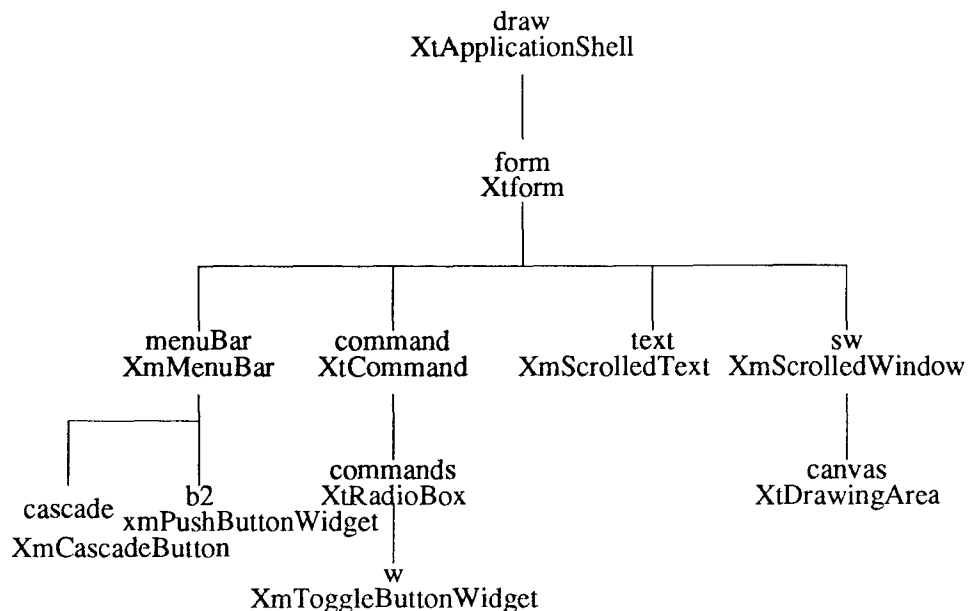 draw
XtApplicationShell
form
Xtform
menuBar
XmMenuBar
command
XtCommand
text
XmScrolledText
sw
XmScrolledWindow
cascade
XmCascadeButton
b2
xmPushButtonWidget
commands
XtRadioBox
w
XmToggleButtonWidget
canvas
XtDrawingArea